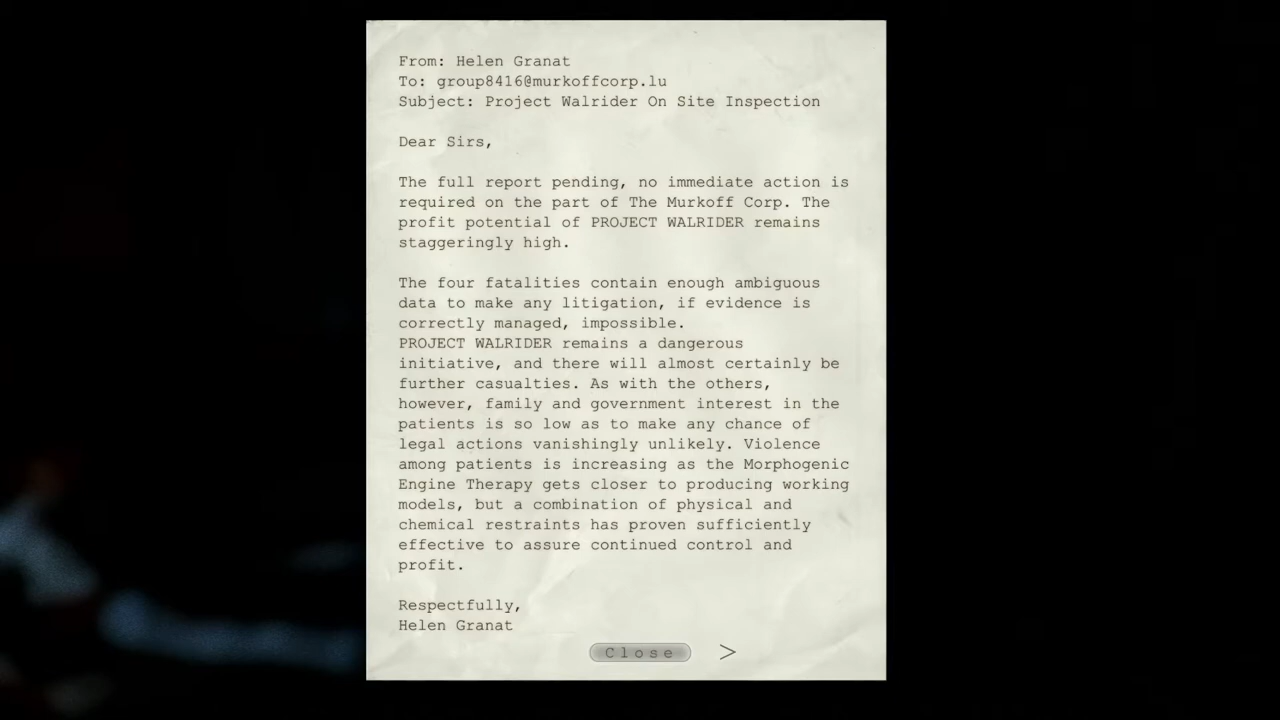 From: Helen Granat
To: group8416@murkoffcorp.lu
Subject: Project Walrider On Site Inspection
Dear Sirs,
The full report pending, no immediate action is
required on the part of The Murkoff Corp. The
profit potential of PROJECT WALRIDER remains
staggeringly high.
The four fatalities contain enough ambiguous
data to make any litigation, if evidence is
correctly managed, impossible.
PROJECT WALRIDER remains a dangerous
initiative, and there will almost certainly be
further casualties. As with the others,
however, family and government interest in the
patients is so low as to make any chance of
legal actions vanishingly unlikely. Violence
among patients is increasing as the Morphogenic
Engine Therapy gets closer to producing working
models, but a combination of physical and
chemical restraints has proven sufficiently
effective to assure continued control and
profit.
Respectfully,
Helen Granat
Close >